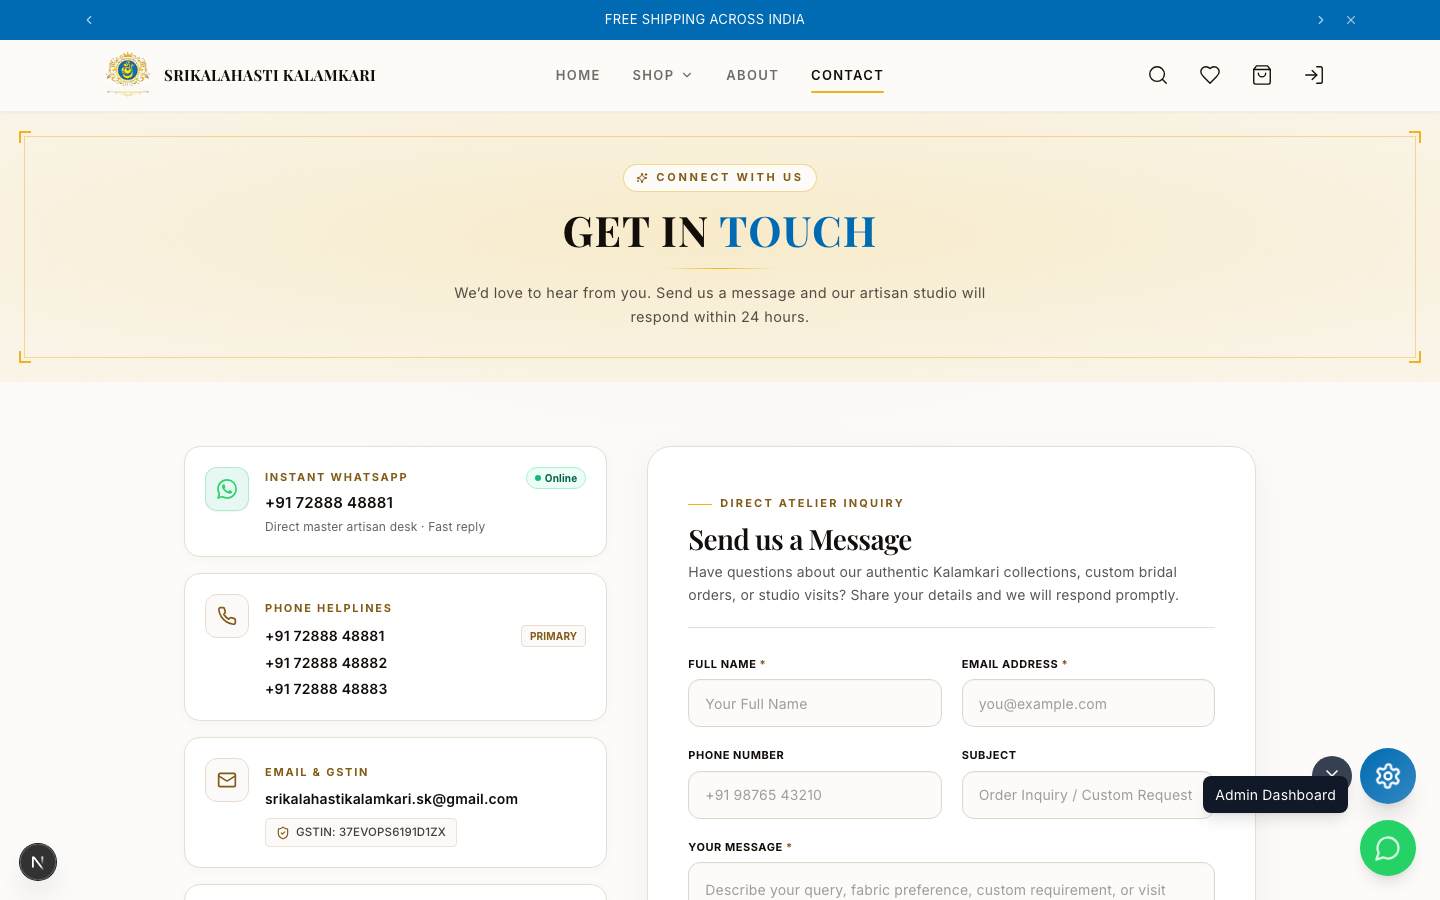 FREE SHIPPING ACROSS INDIA
SRIKALAHASTI KALAMKARI
HOME
SHOP
ABOUT
CONTACT
CONNECT WITH US
GET IN TOUCH
We'd love to hear from you. Send us a message and our artisan studio will
respond within 24 hours.
INSTANT WHATSAPP
Online
+91 72888 48881
Direct master artisan desk · Fast reply
PHONE HELPLINES
+91 72888 48881
PRIMARY
+91 72888 48882
+91 72888 48883
EMAIL & GSTIN
srikalahastikalamkari.sk@gmail.com
GSTIN: 37EVOPS6191D1ZX
DIRECT ATELIER INQUIRY
Send us a Message
Have questions about our authentic Kalamkari collections, custom bridal
orders, or studio visits? Share your details and we will respond promptly.
FULL NAME *
EMAIL ADDRESS *
Your Full Name
you@example.com
PHONE NUMBER
SUBJECT
+91 98765 43210
Order Inquiry / Custom Request
Admin Dashboard
YOUR MESSAGE *
Describe your query, fabric preference, custom requirement, or visit
N